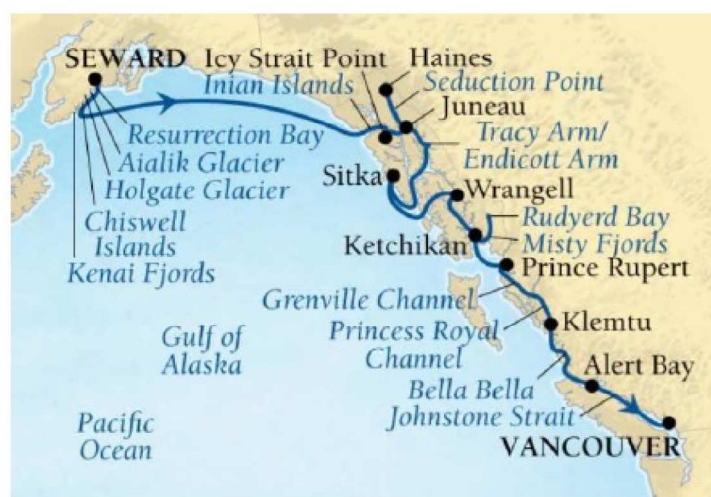 SEWARD
Icy Strait Point
Haines
Inian Islands
Seduction Point
Juneau
Resurrection Bay
Tracy Arm/
Endicott Arm
Aialik Glacier
Holgate Glacier
Sitka
Wrangell
Chiswell
Islands
Rudyerd Bay
Ketchikan
Misty Fjords
Kenai Fjords
Prince Rupert
Grenville Channel
Princess Royal
Channel
Klemtu
Gulf of
Alaska
Alert Bay
Bella Bella
Johnstone Strait
Pacific
Ocean
VANCOUVER